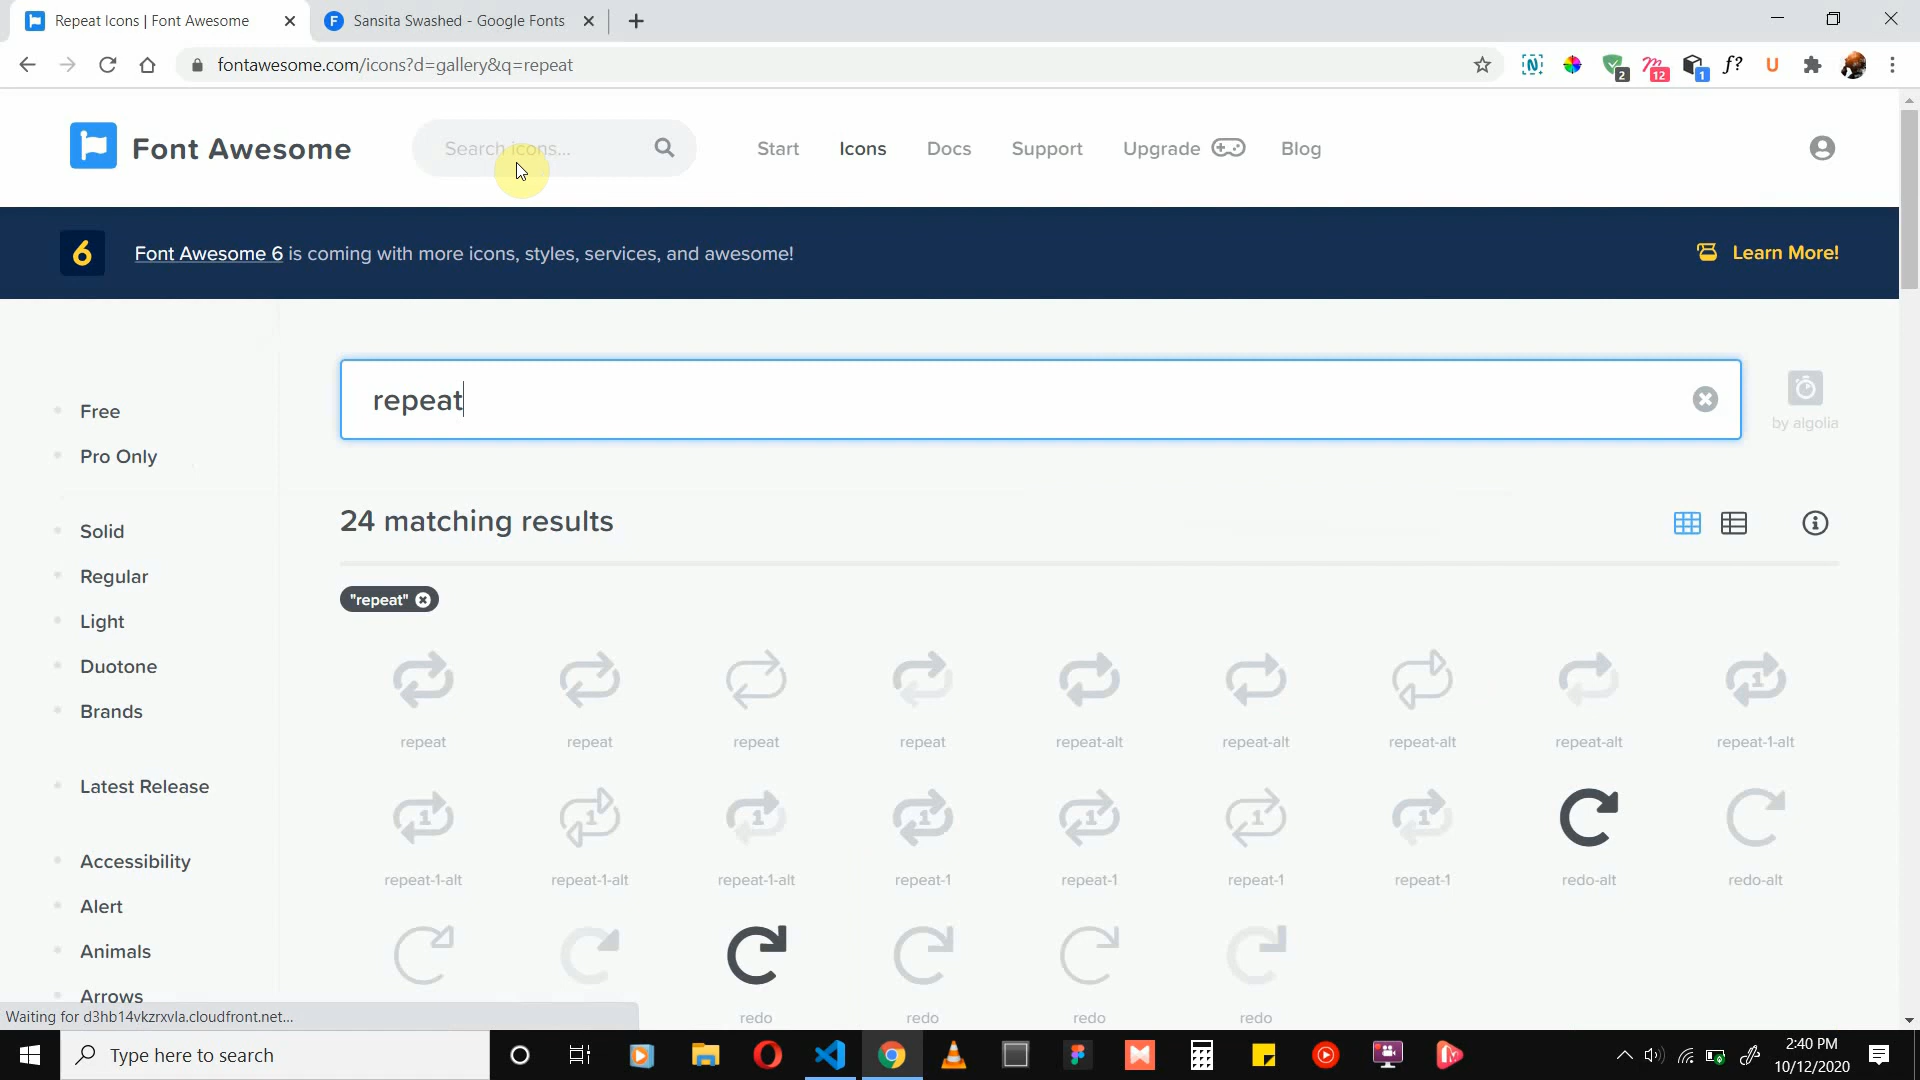 Repeat Icons | Font Awesome
Sansita Swashed - Google Fonts
fontawesome.com/icons?d=gallery&q=repeat
2
12
1
f?
U
Font Awesome
Search icons...
Start
Icons
Docs
Support
Upgrade
Blog
6
Font Awesome 6 is coming with more icons, styles, services, and awesome!
Learn More!
repeat
by algolia
Free
Pro Only
24 matching results
Solid
"repeat"
Regular
Light
Duotone
Brands
repeat
repeat
repeat
repeat
repeat-alt
repeat-alt
repeat-alt
repeat-alt
repeat-1-alt
Latest Release
Accessibility
repeat-1-alt
repeat-1-alt
repeat-1-alt
repeat-1
repeat-1
repeat-1
repeat-1
redo-alt
redo-alt
Alert
Animals
Arrows
redo
redo
redo
redo
Waiting for d3hb14vkzrxvla.cloudfront.net...
Type here to search
2:40 PM
10/12/2020